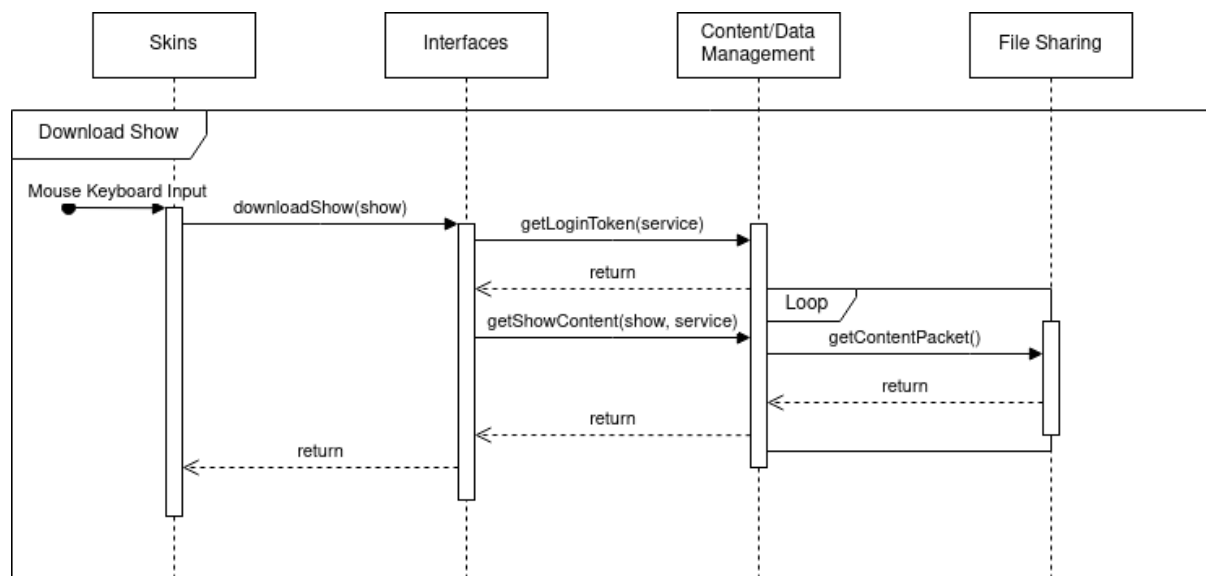 Skins
Interfaces
Content/Data
Management
File Sharing
Download Show
Mouse Keyboard Input
downloadShow(show)
getLoginToken(service)
return
Loop
getShowContent(show, service)
getContentPacket()
return
return
return